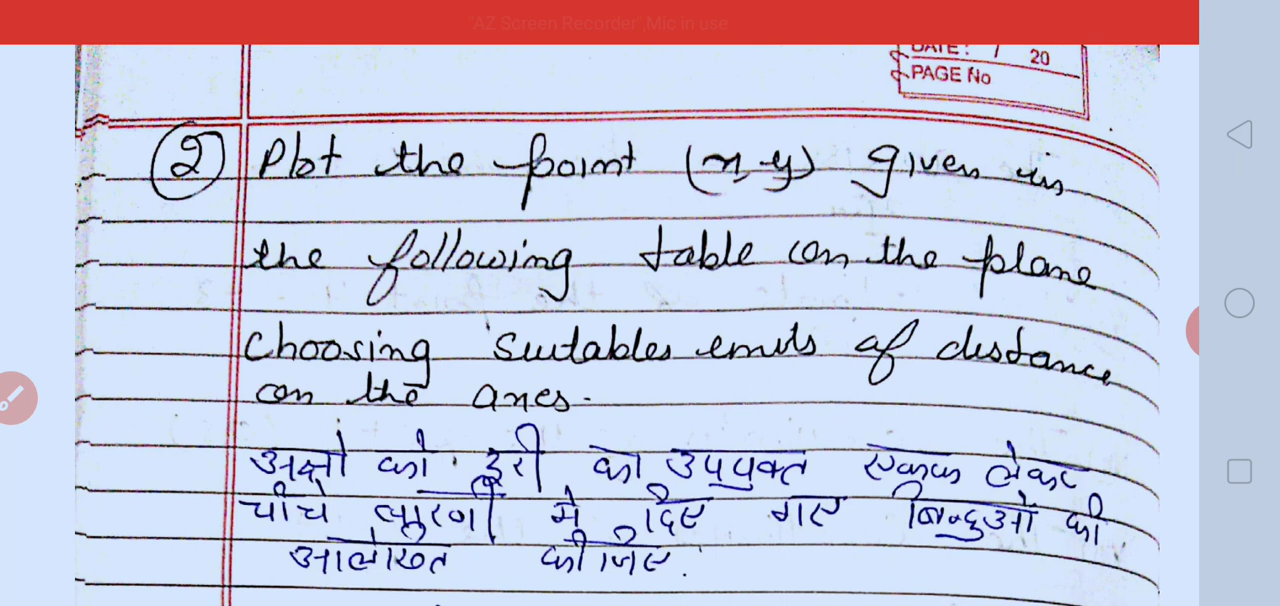 "AZ Screen Recorder",Mic in use
DATE: / 20
PAGE No
② Plot the point (x, y) given in
the following table on the plane
choosing suitables units of distance
on the axes.
अक्षो को दूरी का उपयुक्त एकक लेकर
नीचे सारणी मे दिए गए बिन्दुओं को
आलेखित कीजिए.